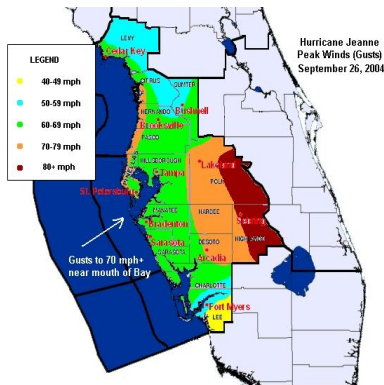 Hurricane Jeanne
Peak Winds (Gusts)
September 26, 2004
LEGEND
40-49 mph
50-59 mph
60-69 mph
70-79 mph
80+ mph
LEVY
Cedar Key
CITRUS
SUMTER
Bushnell
HERNANDO
Brooksville
PASCO
HILLSBOROUGH
Tampa
Lakeland
POLK
St. Petersburg
MANATEE
HARDEE
Bradenton
Sebring
Sarasota
SARASOTA
DESOTO
HIGHLANDS
Arcadia
Gusts to 70 mph+
near mouth of Bay
CHARLOTTE
Fort Myers
LEE